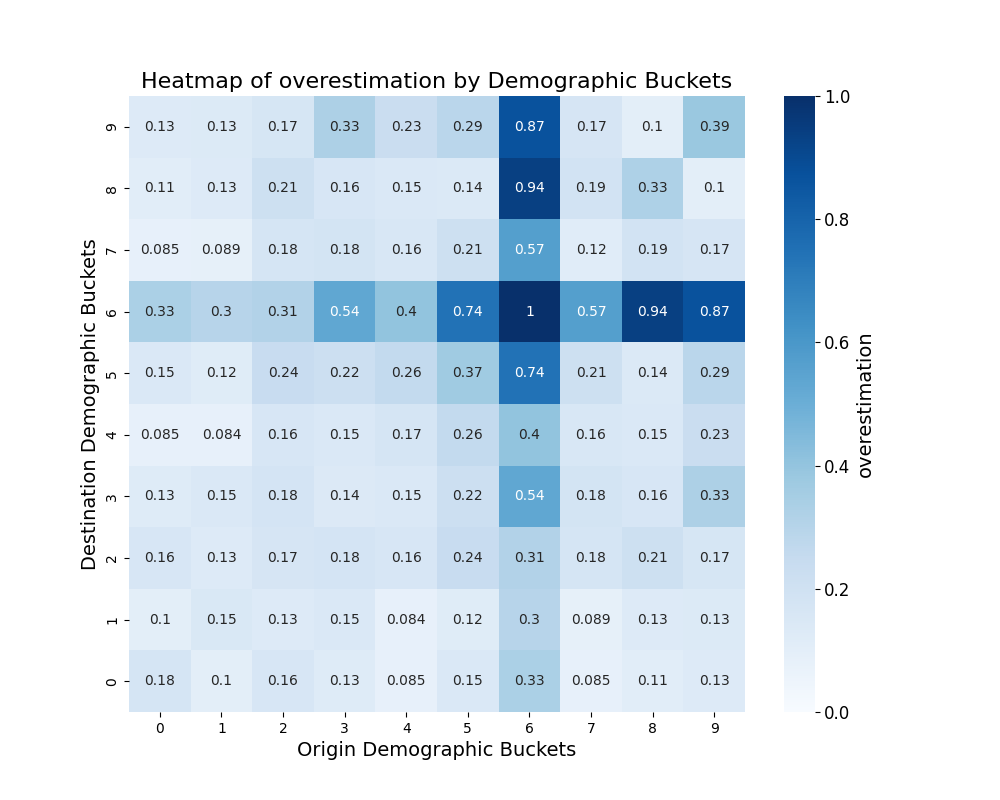 Heatmap of overestimation by Demographic Buckets
9 0.13 0.13 0.17 0.33 0.23 0.29 0.87 0.17 0.1 0.39
8 0.11 0.13 0.21 0.16 0.15 0.14 0.94 0.19 0.33 0.1
7 0.085 0.089 0.18 0.18 0.16 0.21 0.57 0.12 0.19 0.17
6 0.33 0.3 0.31 0.54 0.4 0.74 1 0.57 0.94 0.87
5 0.15 0.12 0.24 0.22 0.26 0.37 0.74 0.21 0.14 0.29
4 0.085 0.084 0.16 0.15 0.17 0.26 0.4 0.16 0.15 0.23
3 0.13 0.15 0.18 0.14 0.15 0.22 0.54 0.18 0.16 0.33
2 0.16 0.13 0.17 0.18 0.16 0.24 0.31 0.18 0.21 0.17
1 0.1 0.15 0.13 0.15 0.084 0.12 0.3 0.089 0.13 0.13
0 0.18 0.1 0.16 0.13 0.085 0.15 0.33 0.085 0.11 0.13
0 1 2 3 4 5 6 7 8 9
Origin Demographic Buckets
Destination Demographic Buckets
1.0
0.8
0.6
0.4
0.2
0.0
overestimation